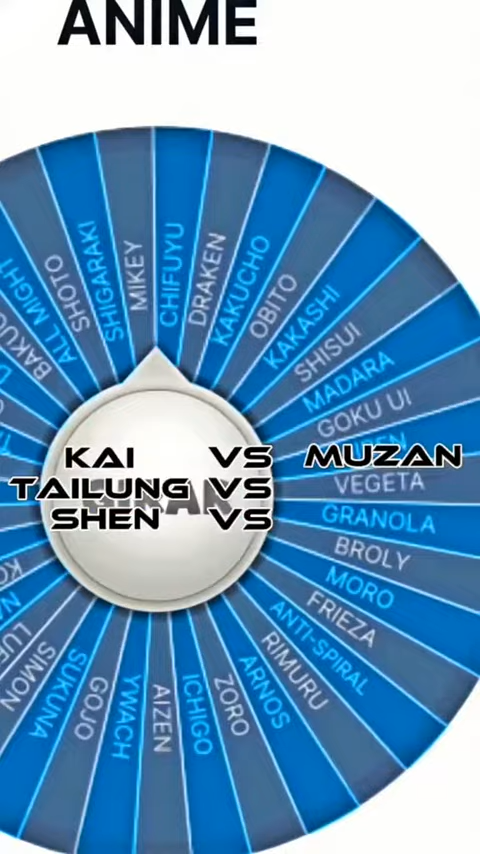 ANIME
ALL MIGHT
SHOTO
SHIGARAKI
MIKEY
CHIFUYU
DRAKEN
KAKUCHO
OBITO
KAKASHI
SHISUI
MADARA
GOKU UI
KAI VS MUZAN
TAILUNG VS
SHEN VS
VEGETA
GRANOLA
BROLY
MORO
FRIEZA
ANTI-SPIRAL
RIMURU
ARNOS
ZORO
ICHIGO
AIZEN
YWACH
GOJO
SUKUNA
SIMON